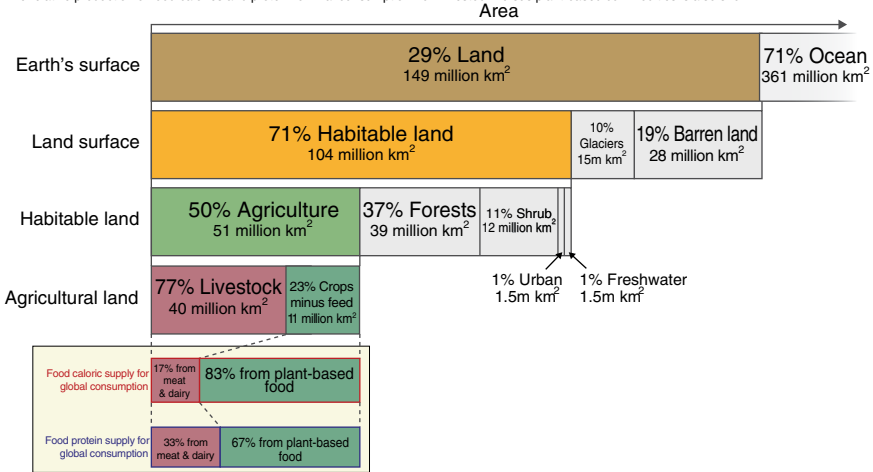 Area
Earth's surface
29% Land
149 million km²
71% Ocean
361 million km²
Land surface
71% Habitable land
104 million km²
10%
Glaciers
15m km²
19% Barren land
28 million km²
Habitable land
50% Agriculture
51 million km²
37% Forests
39 million km²
11% Shrub
12 million km²
1% Urban
1.5m km²
1% Freshwater
1.5m km²
Agricultural land
77% Livestock
40 million km²
23% Crops
minus feed
11 million km²
Food caloric supply for
global consumption
17% from
meat
& dairy
83% from plant-based
food
Food protein supply for
global consumption
33% from
meat & dairy
67% from plant-based
food